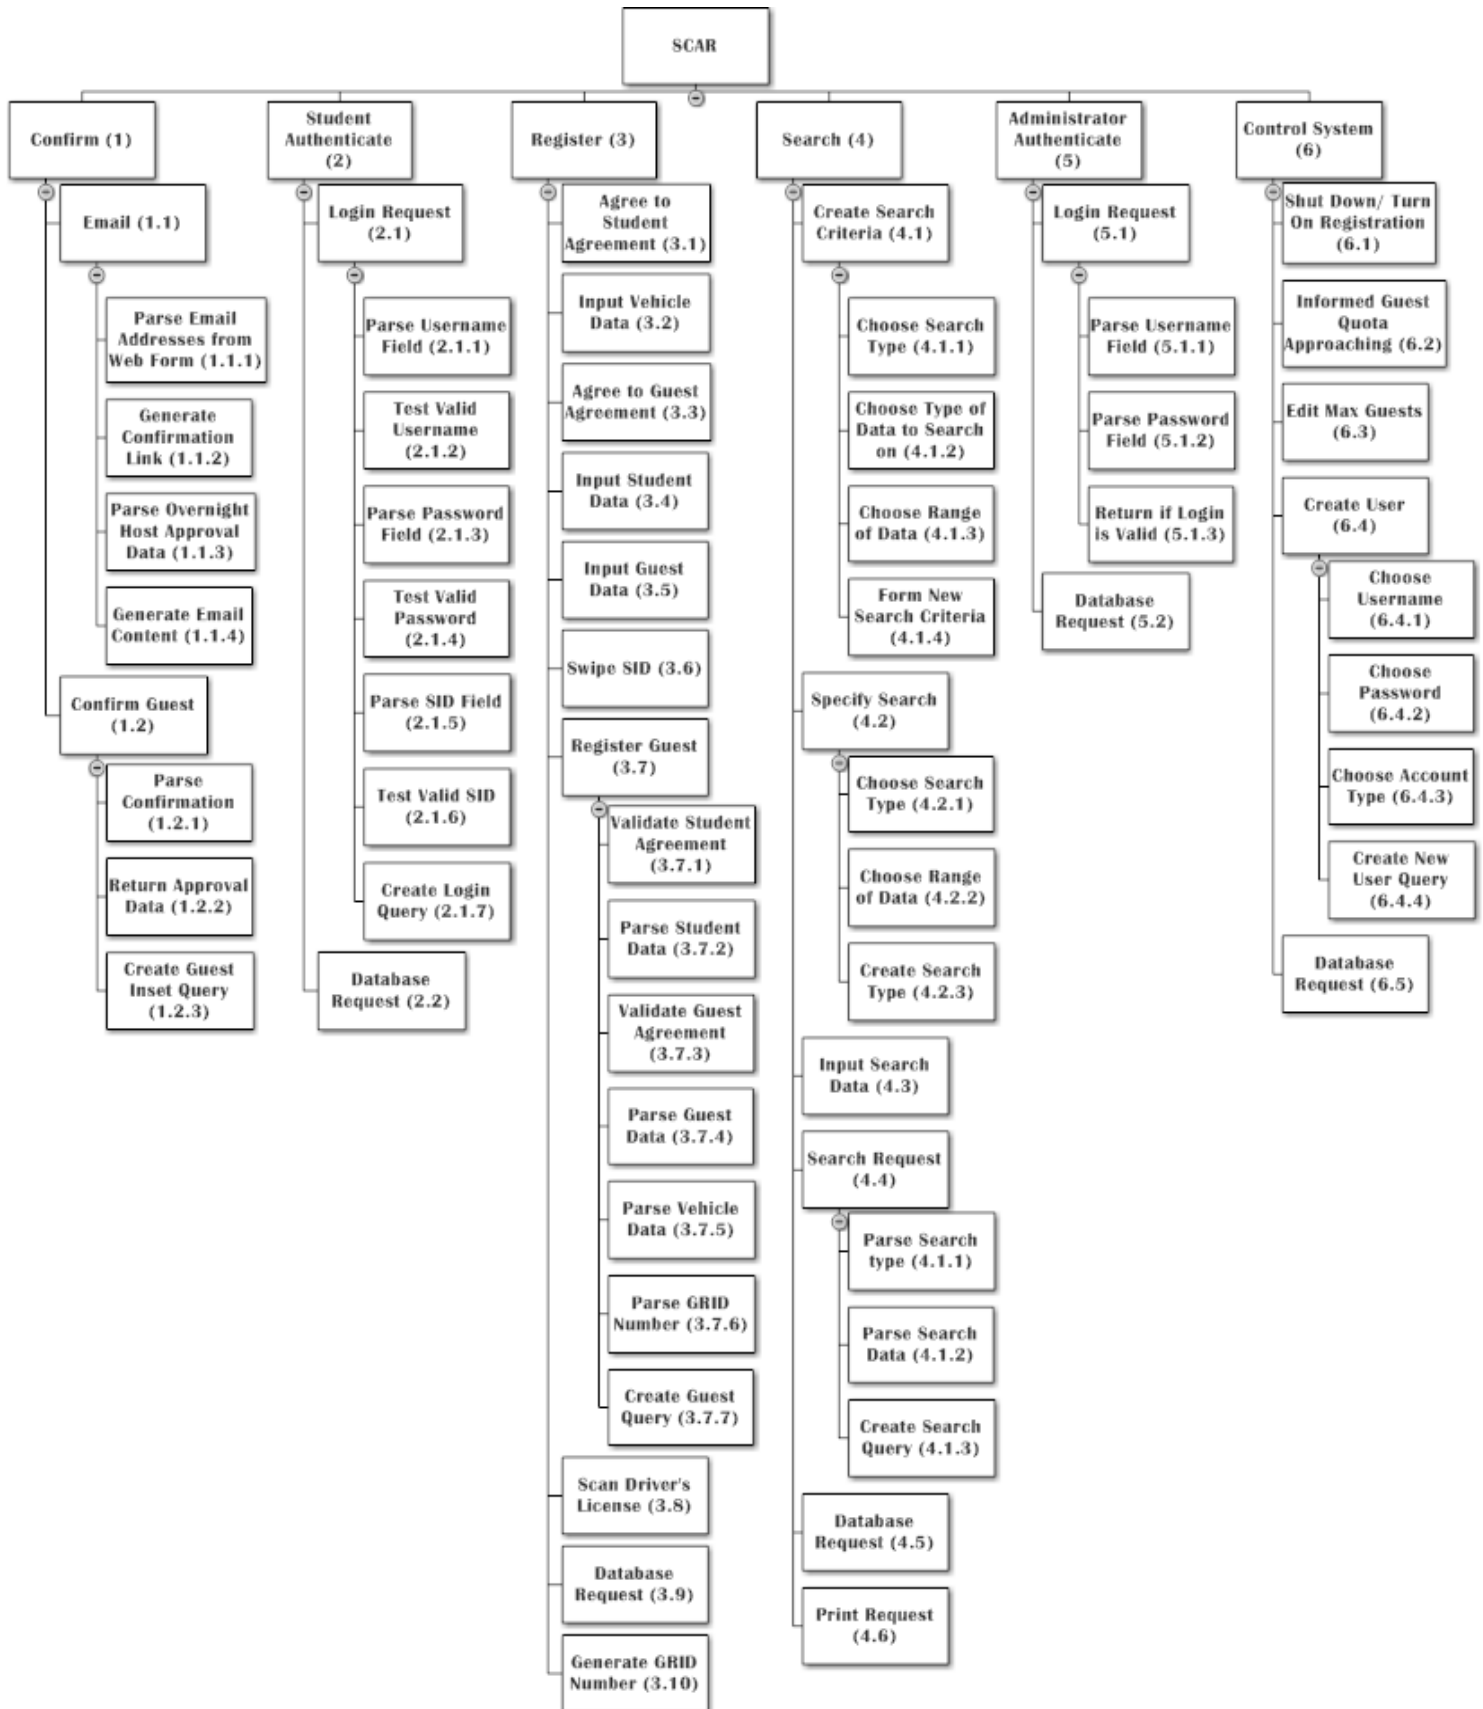 SCAR
Confirm (1)
Email (1.1)
Parse Email
Addresses from
Web Form (1.1.1)
Generate
Confirmation
Link (1.1.2)
Parse Overnight
Host Approval
Data (1.1.3)
Generate Email
Content (1.1.4)
Confirm Guest
(1.2)
Parse
Confirmation
(1.2.1)
Return Approval
Data (1.2.2)
Create Guest
Inset Query
(1.2.3)
Student
Authenticate
(2)
Login Request
(2.1)
Parse Username
Field (2.1.1)
Test Valid
Username
(2.1.2)
Parse Password
Field (2.1.3)
Test Valid
Password
(2.1.4)
Parse SID Field
(2.1.5)
Test Valid SID
(2.1.6)
Create Login
Query (2.1.7)
Database
Request (2.2)
Register (3)
Agree to
Student
Agreement (3.1)
Input Vehicle
Data (3.2)
Agree to Guest
Agreement (3.3)
Input Student
Data (3.4)
Input Guest
Data (3.5)
Swipe SID (3.6)
Register Guest
(3.7)
Validate Student
Agreement
(3.7.1)
Parse Student
Data (3.7.2)
Validate Guest
Agreement
(3.7.3)
Parse Guest
Data (3.7.4)
Parse Vehicle
Data (3.7.5)
Parse GRID
Number (3.7.6)
Create Guest
Query (3.7.7)
Scan Driver's
License (3.8)
Database
Request (3.9)
Generate GRID
Number (3.10)
Search (4)
Create Search
Criteria (4.1)
Choose Search
Type (4.1.1)
Choose Type of
Data to Search
on (4.1.2)
Choose Range
of Data (4.1.3)
Form New
Search Criteria
(4.1.4)
Specify Search
(4.2)
Choose Search
Type (4.2.1)
Choose Range
of Data (4.2.2)
Create Search
Type (4.2.3)
Input Search
Data (4.3)
Search Request
(4.4)
Parse Search
type (4.1.1)
Parse Search
Data (4.1.2)
Create Search
Query (4.1.3)
Database
Request (4.5)
Print Request
(4.6)
Administrator
Authenticate
(5)
Login Request
(5.1)
Parse Username
Field (5.1.1)
Parse Password
Field (5.1.2)
Return if Login
is Valid (5.1.3)
Database
Request (5.2)
Control System
(6)
Shut Down/ Turn
On Registration
(6.1)
Informed Guest
Quota
Approaching (6.2)
Edit Max Guests
(6.3)
Create User
(6.4)
Choose
Username
(6.4.1)
Choose
Password
(6.4.2)
Choose Account
Type (6.4.3)
Create New
User Query
(6.4.4)
Database
Request (6.5)